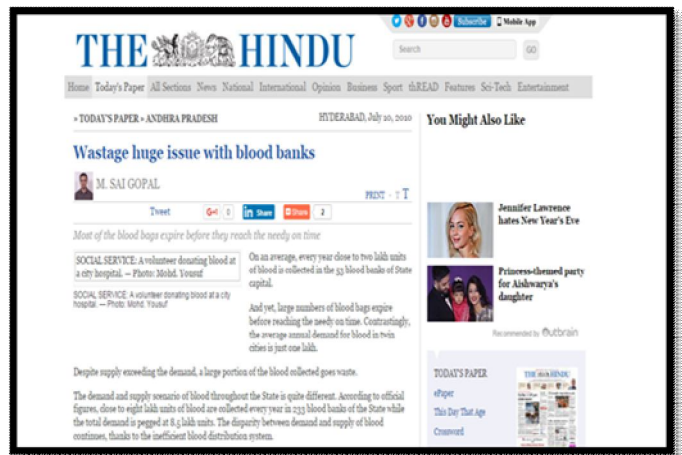 Subscribe Mobile App
THE HINDU
Search GO
Home Today's Paper All Sections News National International Opinion Business Sport thREAD Features Sci-Tech Entertainment
» TODAY'S PAPER » ANDHRA PRADESH
HYDERABAD, July 10, 2010
Wastage huge issue with blood banks
M. SAI GOPAL
PRINT · T T
Tweet G+1 0 in Share Share 2
Most of the blood bags expire before they reach the needy on time
SOCIAL SERVICE: A volunteer donating blood at
a city hospital. — Photo: Mohd. Yousuf
SOCIAL SERVICE: A volunteer donating blood at a city
hospital. — Photo: Mohd. Yousuf
On an average, every year close to two lakh units
of blood is collected in the 53 blood banks of State
capital.
And yet, large numbers of blood bags expire
before reaching the needy on time. Contrastingly,
the average annual demand for blood in twin
cities is just one lakh.
Despite supply exceeding the demand, a large portion of the blood collected goes waste.
The demand and supply scenario of blood throughout the State is quite different. According to official
figures, close to eight lakh units of blood are collected every year in 233 blood banks of the State while
the total demand is pegged at 8.5 lakh units. The disparity between demand and supply of blood
continues, thanks to the inefficient blood distribution system.
You Might Also Like
Jennifer Lawrence
hates New Year's Eve
Princess-themed party
for Aishwarya's
daughter
Recommended by Outbrain
TODAY'S PAPER
ePaper
This Day That Age
Crossword
THE HINDU